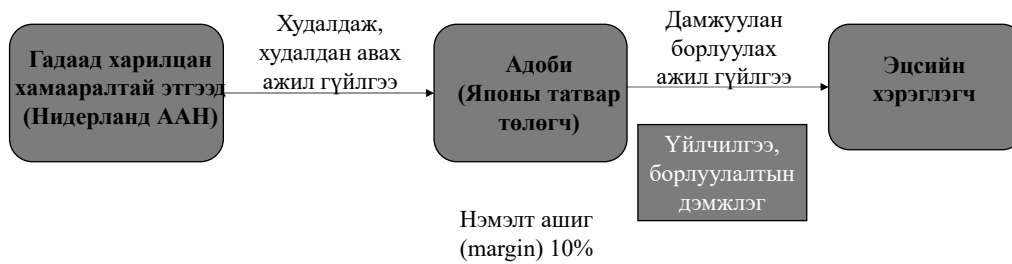 Гадаад харилцан
хамааралтай этгээд
(Нидерланд ААН)
Худалдаж,
худалдан авах
ажил гүйлгээ
Адоби
(Японы татвар
төлөгч)
Дамжуулан
борлуулах
ажил гүйлгээ
Эцсийн
хэрэглэгч
Үйлчилгээ,
борлуулалтын
дэмжлэг
Нэмэлт ашиг
(margin) 10%